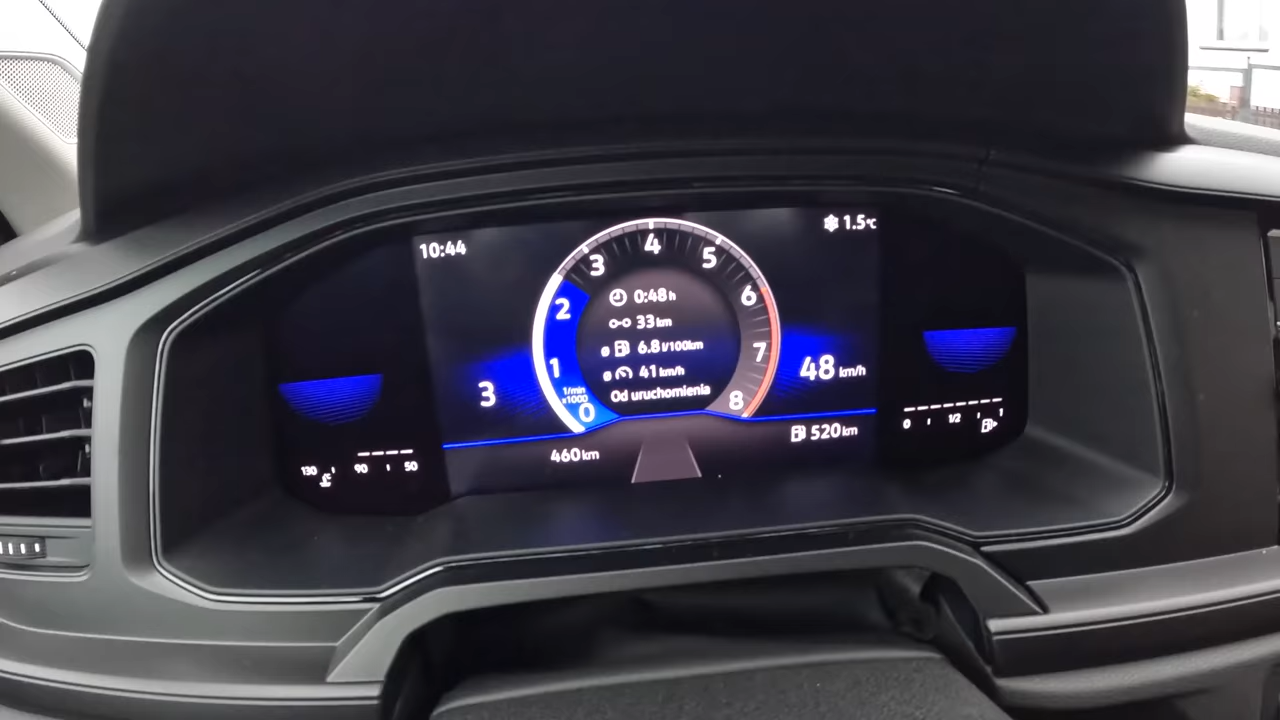 10:44
1.5°C
0 1 2 3 4 5 6 7 8
1/min
x1000
0:48 h
33 km
ø 6.8 l/100km
ø 41 km/h
Od uruchomienia
3
48 km/h
460 km
520 km
130 90 50
0 1/2 1